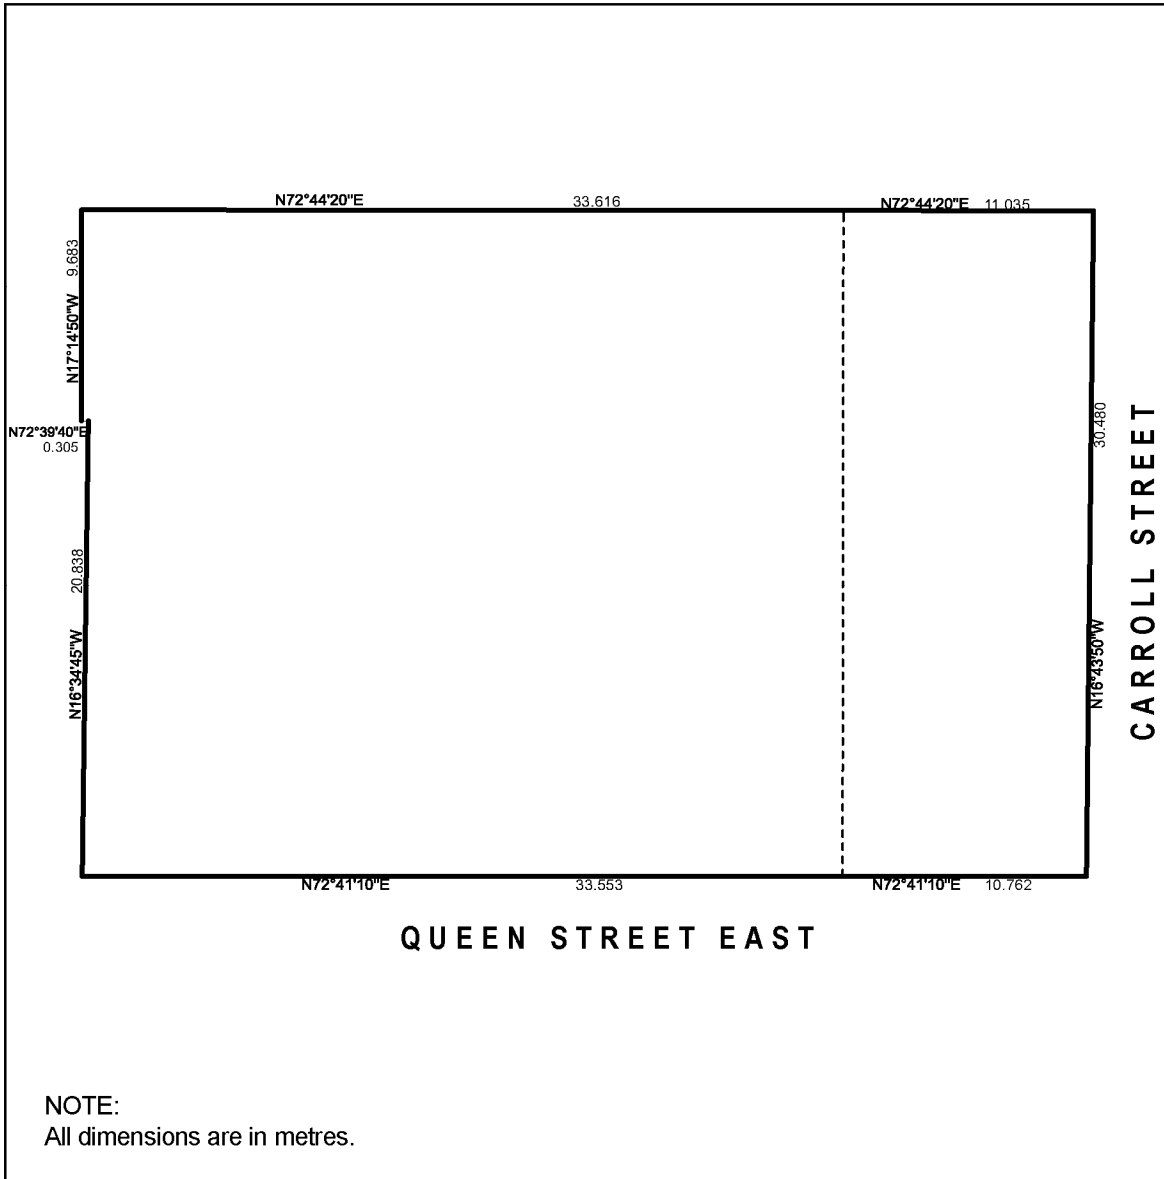 N72°44'20"E 33.616 N72°44'20"E 11.035
9.683
N17°14'50"W
N72°39'40"E
0.305
20.838
N16°34'45"W
30.480
N16°43'50"W
CARROLL STREET
N72°41'10"E 33.553 N72°41'10"E 10.762
QUEEN STREET EAST
NOTE:
All dimensions are in metres.